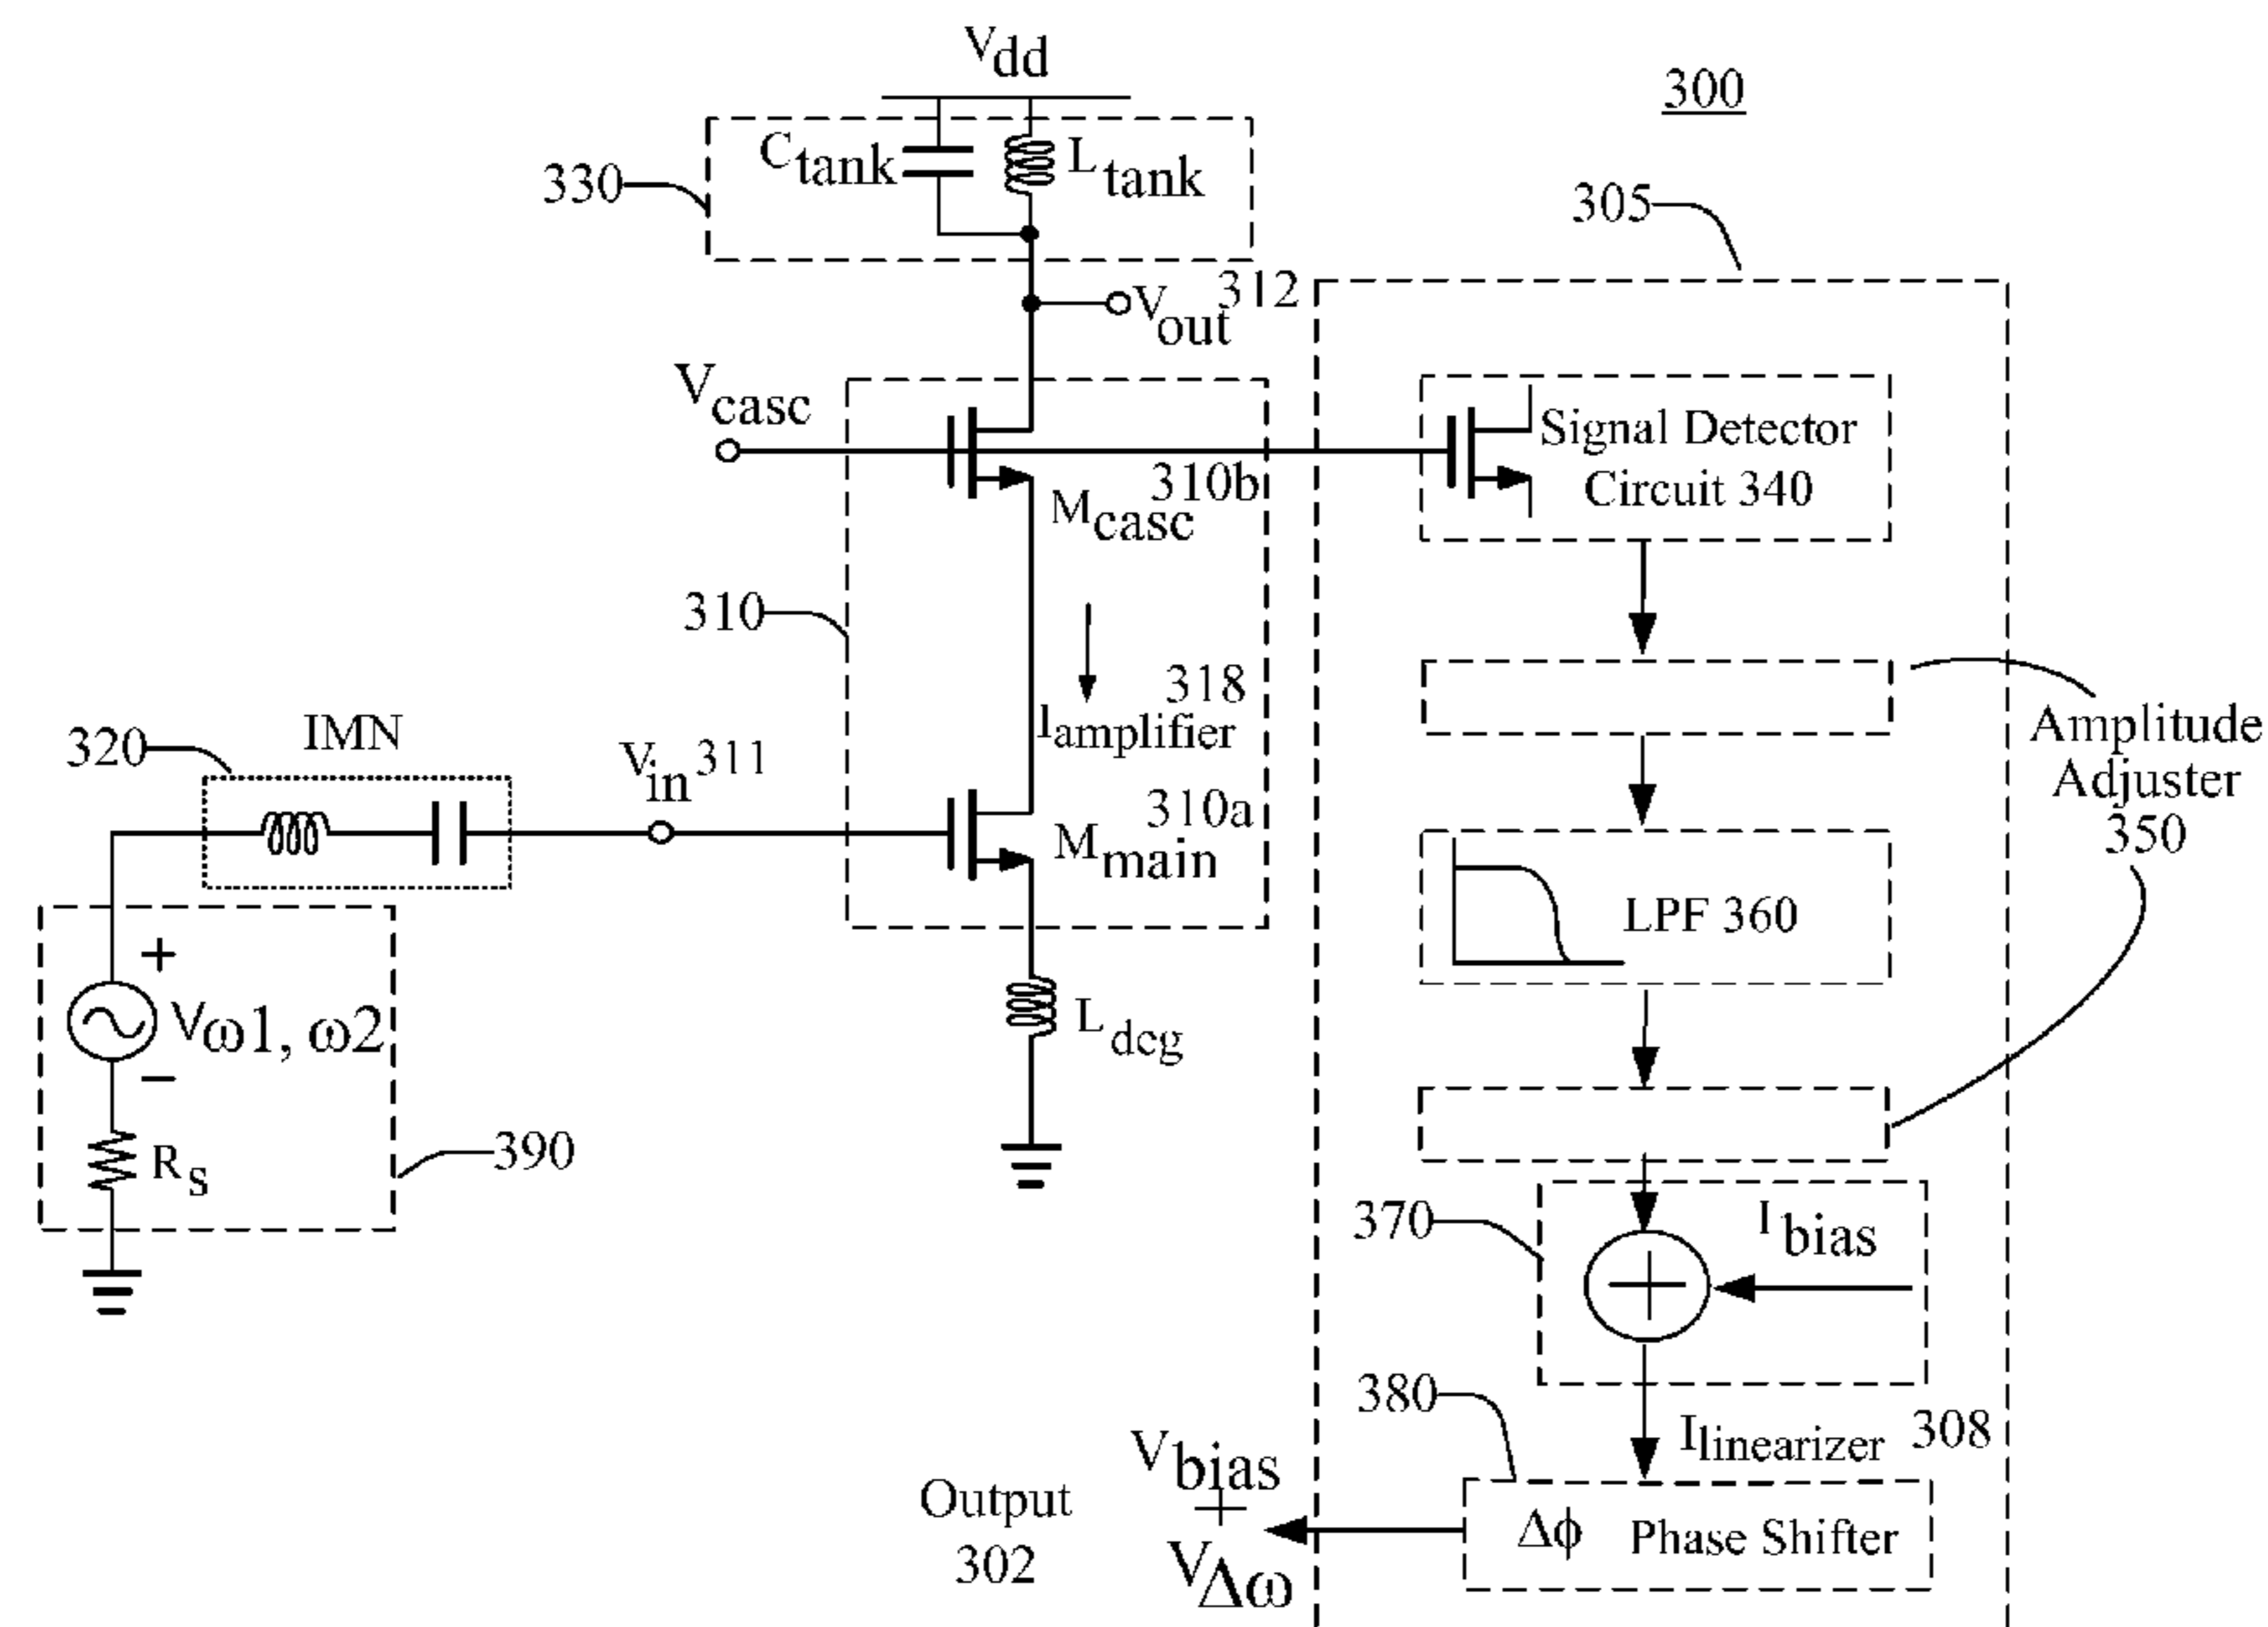 Vdd
300
Ctank
Ltank
330
305
312
Vout
Vcasc
Signal Detector
Circuit 340
310b
Mcasc
310
318
Iamplifier
Amplitude
Adjuster
350
IMN
320
Vin 311
310a
Mmain
LPF 360
+
Vω1, ω2
−
Ldcg
Rs
390
370
Ibias
+
380
Ilinearizer 308
Vbias
+
VΔω
Output
302
Δϕ Phase Shifter